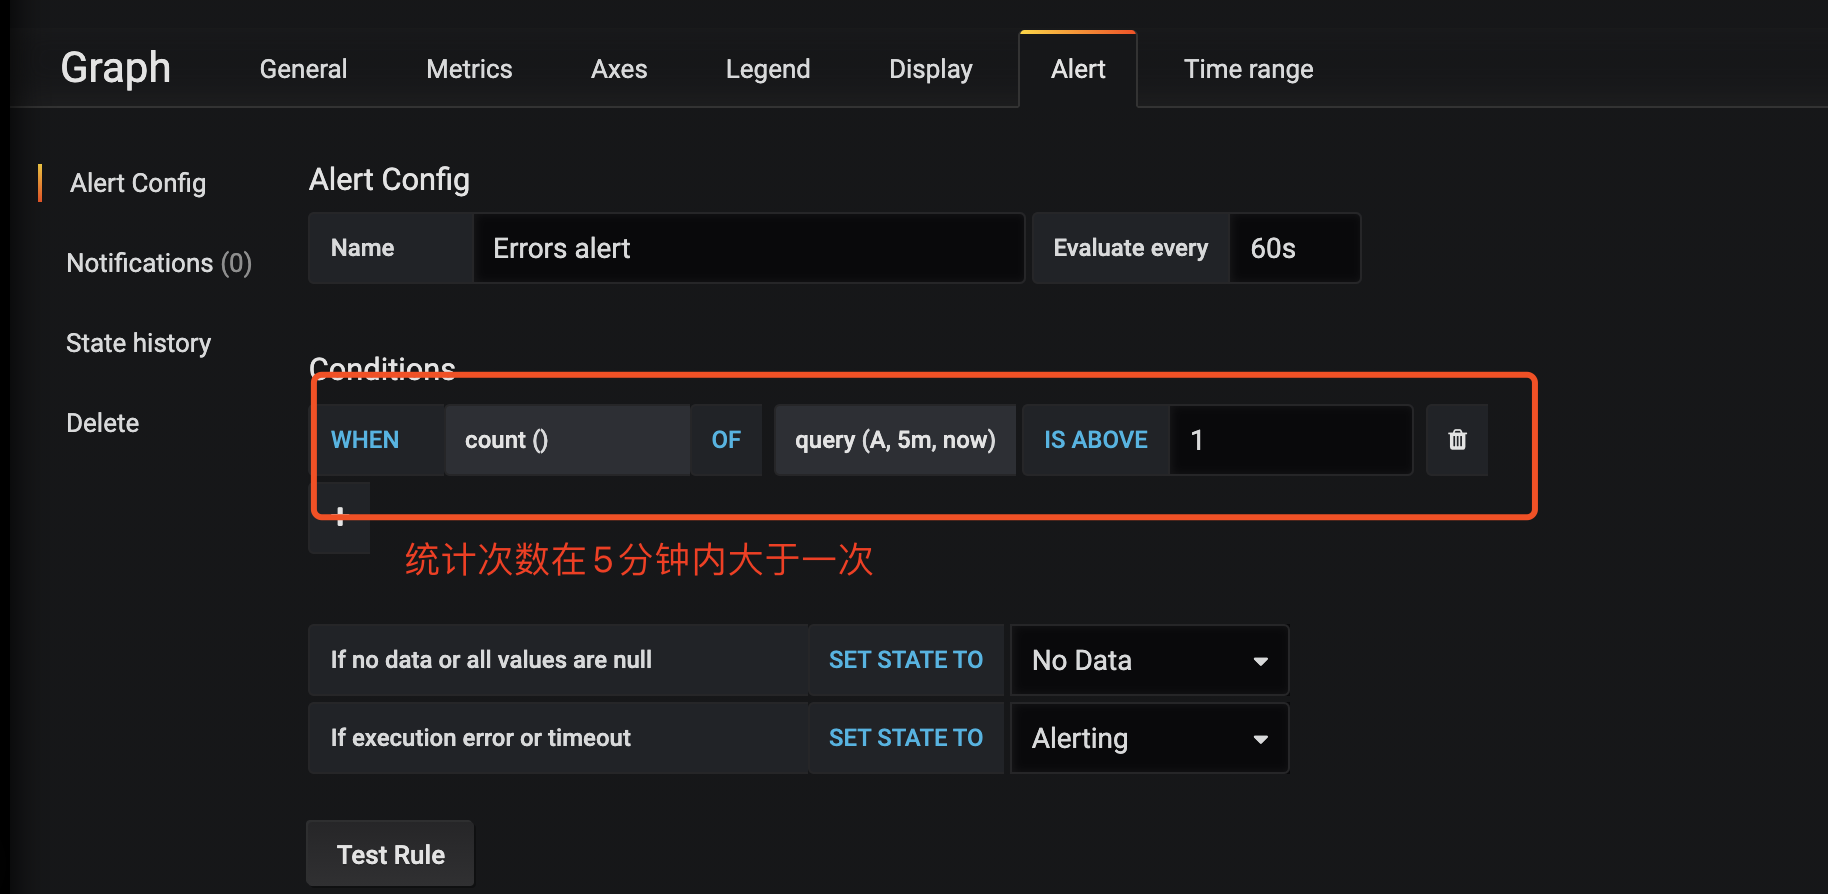 Graph General Metrics Axes Legend Display Alert Time range
Alert Config
Notifications (0)
State history
Delete
Alert Config
Name Errors alert Evaluate every 60s
Conditions
WHEN count () OF query (A, 5m, now) IS ABOVE 1
+
统计次数在5分钟内大于一次
If no data or all values are null SET STATE TO No Data
If execution error or timeout SET STATE TO Alerting
Test Rule